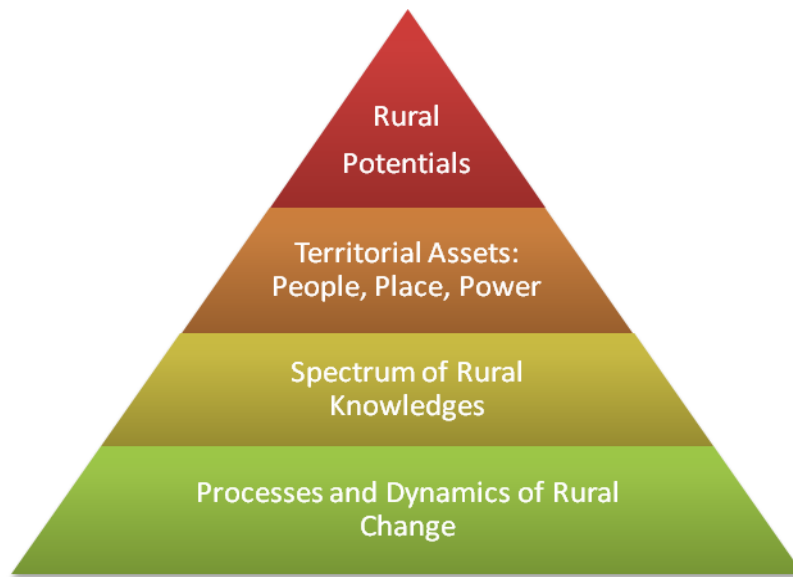 Rural
Potentials
Territorial Assets:
People, Place, Power
Spectrum of Rural
Knowledges
Processes and Dynamics of Rural
Change